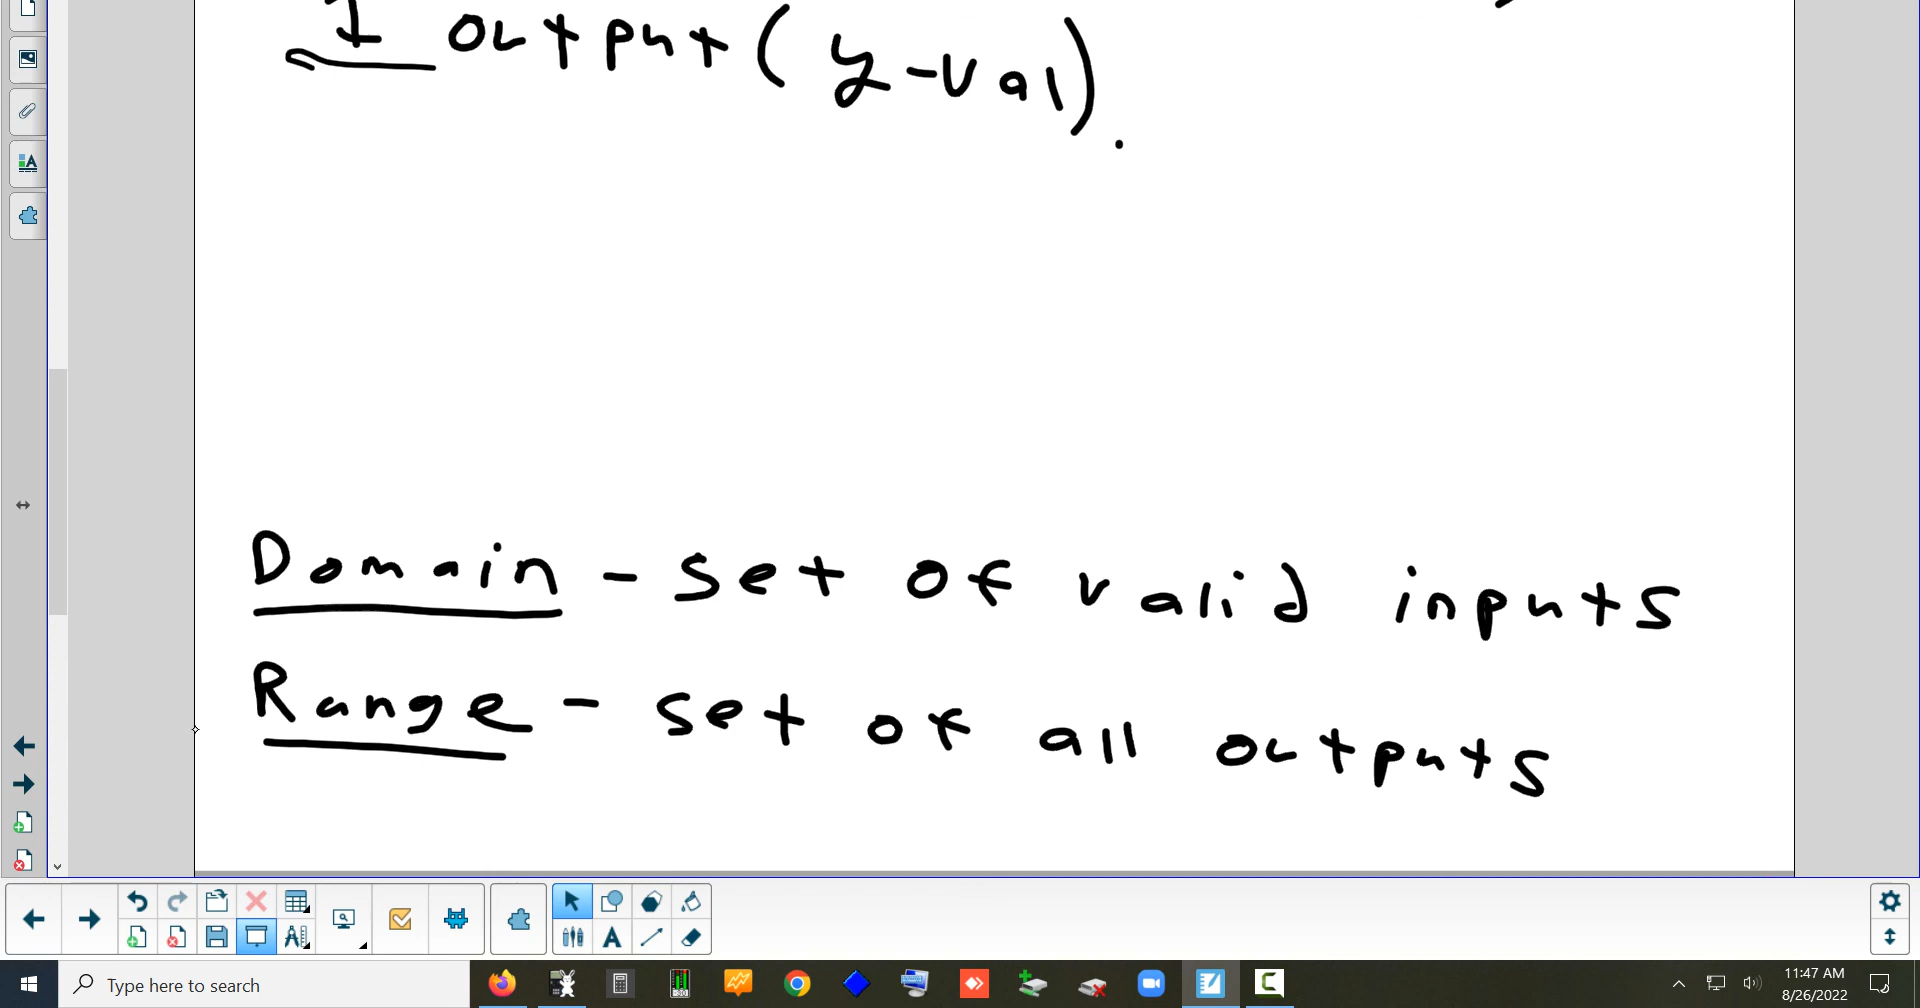 1 output (y-val).
Domain - set of valid inputs
Range - set of all outputs
Type here to search
11:47 AM
8/26/2022